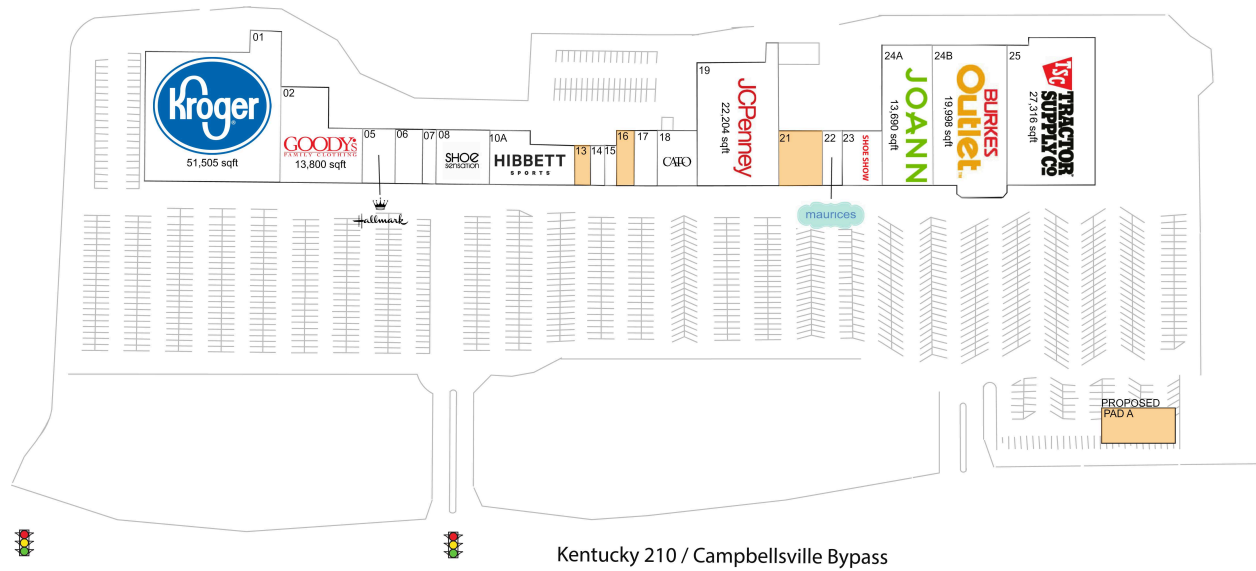 01
Kroger
51,505 sqft
02
GOODY'S
FAMILY CLOTHING
13,800 sqft
05
Hallmark
06
07
08
SHOE
sensation
10A
HIBBETT
SPORTS
13
14
15
16
17
18
CATO
19
JCPenney
22,204 sqft
21
22
maurices
23
SHOE SHOW
24A
JOANN
13,690 sqft
24B
BURKES
Outlet
19,998 sqft
25
TSC
TRACTOR
SUPPLY CO
27,316 sqft
PROPOSED
PAD A
Kentucky 210 / Campbellsville Bypass